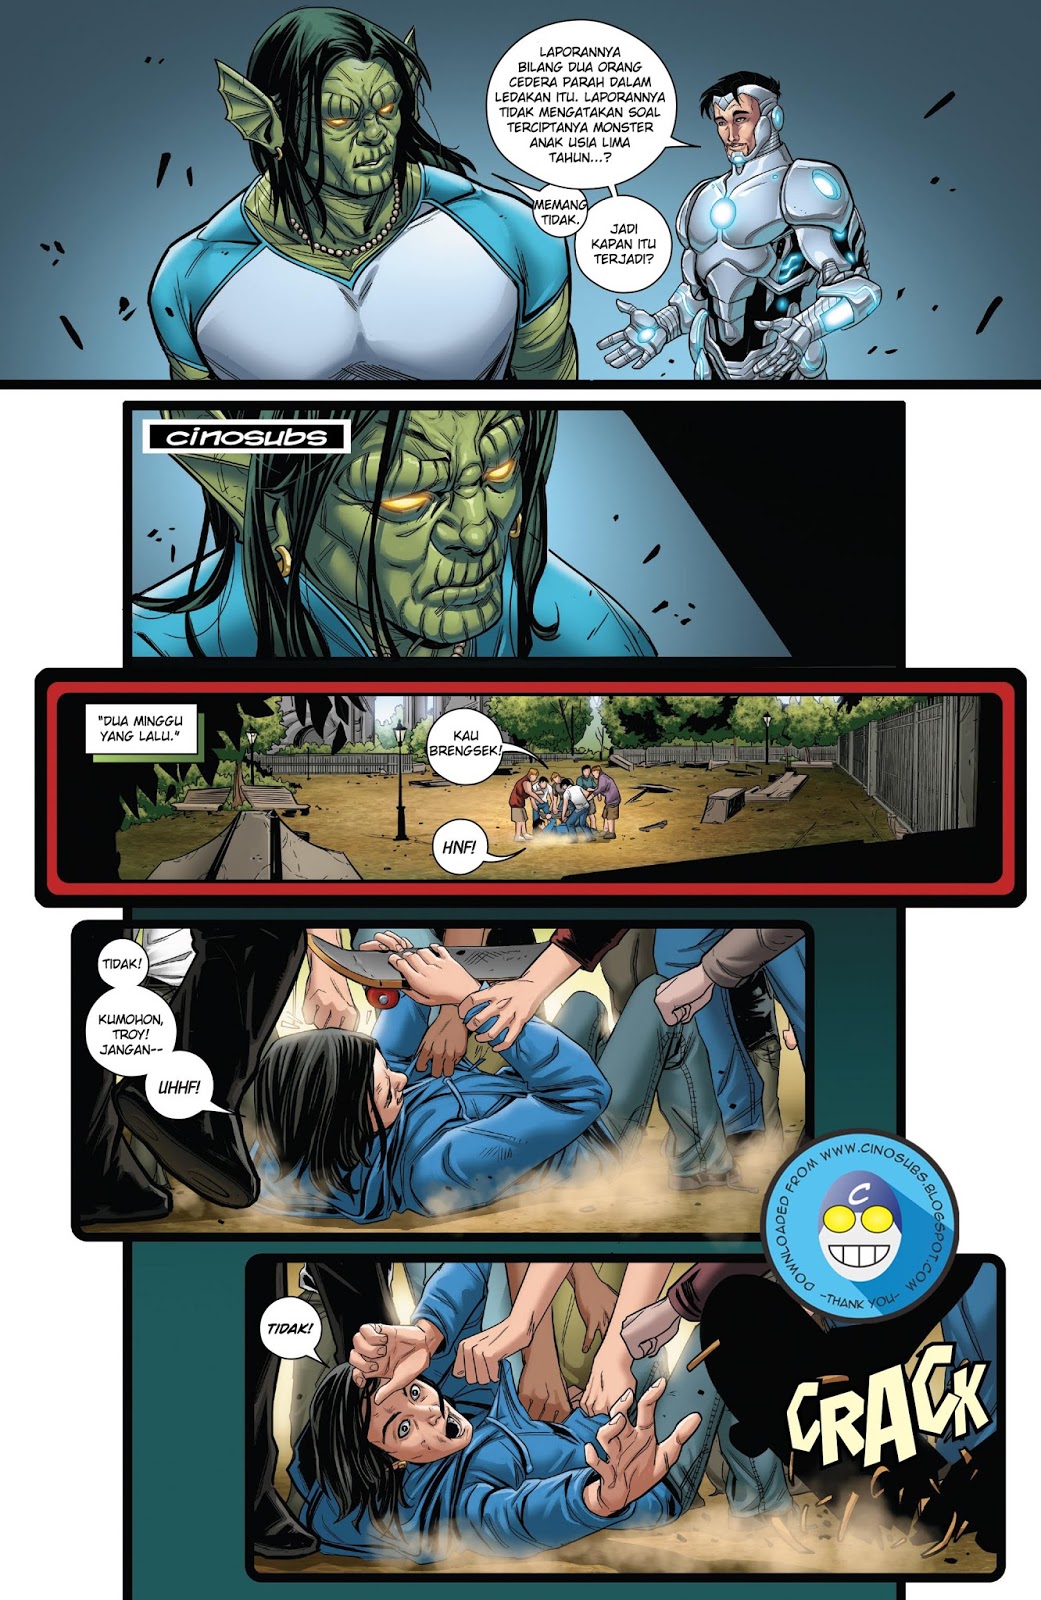 LAPORANNYA
BILANG DUA ORANG
CEDERA PARAH DALAM
LEDAKAN ITU. LAPORANNYA
TIDAK MENGATAKAN SOAL
TERCIPTANYA MONSTER
ANAK USIA LIMA
TAHUN...?
MEMANG
TIDAK.
JADI
KAPAN ITU
TERJADI?
cinosubs
"DUA MINGGU
YANG LALU."
KAU
BRENGSEK!
HNF!
TIDAK!
KUMOHON,
TROY!
JANGAN--
UHHF!
DOWNLOADED FROM WWW.CINOSUBS.BLOGSPOT.COM
C
-THANK YOU-
TIDAK!
CRACK